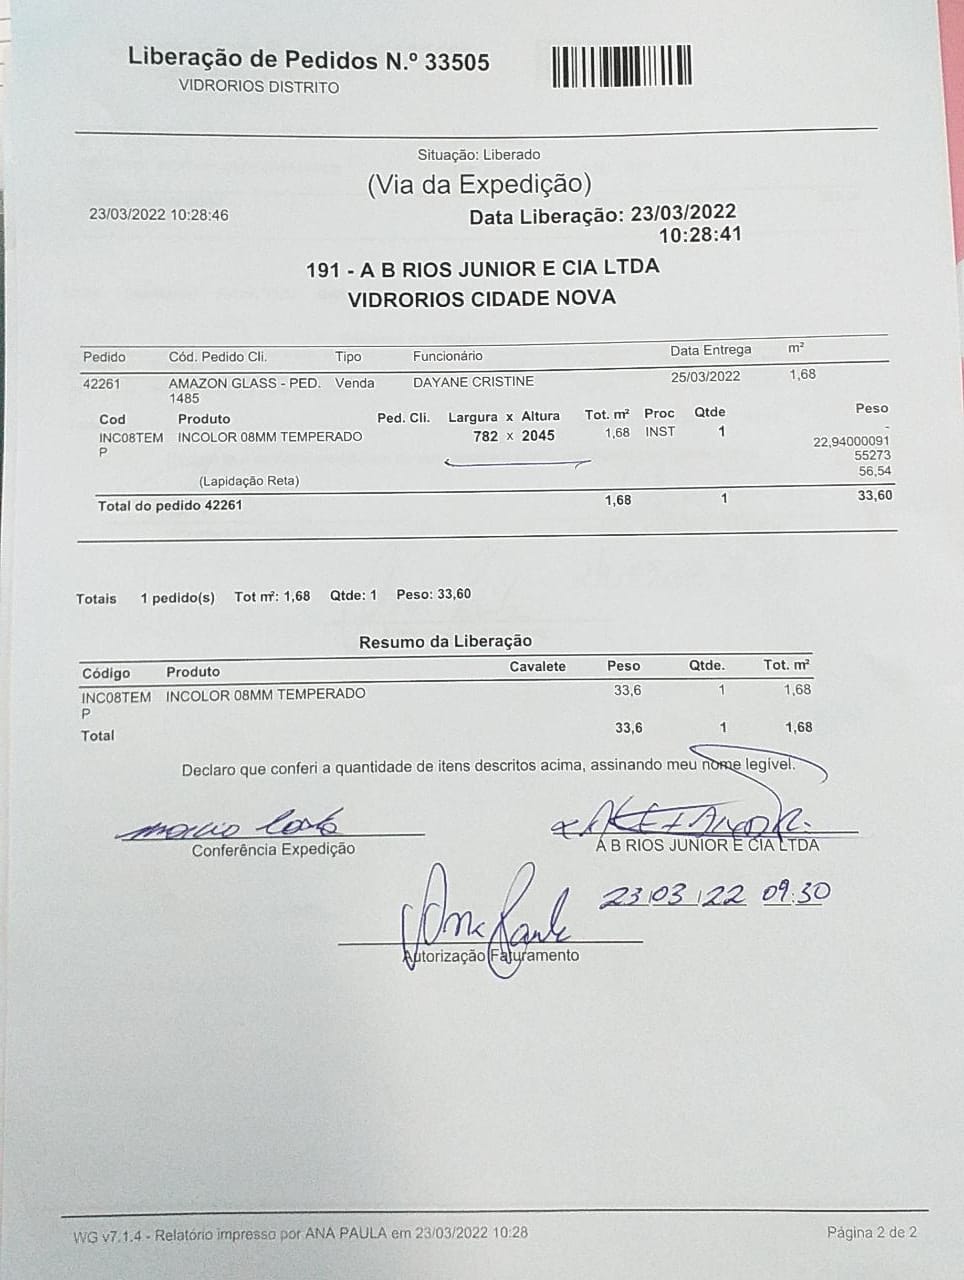 Liberação de Pedidos N.º 33505
VIDRORIOS DISTRITO
Situação: Liberado
(Via da Expedição)
23/03/2022 10:28:46
Data Liberação: 23/03/2022
10:28:41
191 - A B RIOS JUNIOR E CIA LTDA
VIDRORIOS CIDADE NOVA
Pedido Cód. Pedido Cli. Tipo Funcionário Data Entrega m²
42261 AMAZON GLASS - PED. Venda DAYANE CRISTINE 25/03/2022 1,68
1485
Cod Produto Ped. Cli. Largura x Altura Tot. m² Proc Qtde Peso
INC08TEM INCOLOR 08MM TEMPERADO 782 x 2045 1,68 INST 1 -
P 22,94000091
55273
56,54
(Lapidação Reta)
Total do pedido 42261 1,68 1 33,60
Totais 1 pedido(s) Tot m²: 1,68 Qtde: 1 Peso: 33,60
Resumo da Liberação
Código Produto Cavalete Peso Qtde. Tot. m²
INC08TEM INCOLOR 08MM TEMPERADO 33,6 1 1,68
P
Total 33,6 1 1,68
Declaro que conferi a quantidade de itens descritos acima, assinando meu nome legível.
Conferência Expedição
A B RIOS JUNIOR E CIA LTDA
23/03/22 09:30
Ana Paula
Autorização Faturamento
WG v7.1.4 - Relatório impresso por ANA PAULA em 23/03/2022 10:28
Página 2 de 2